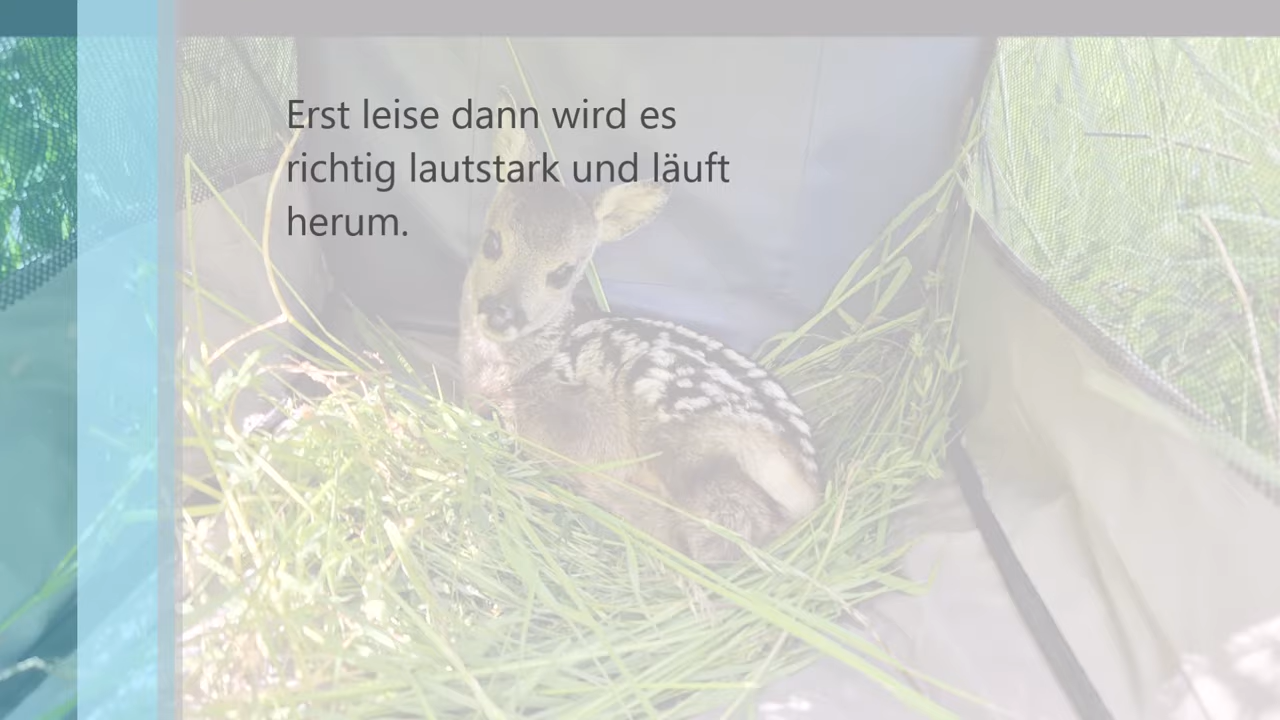 Erst leise dann wird es
richtig lautstark und läuft
herum.